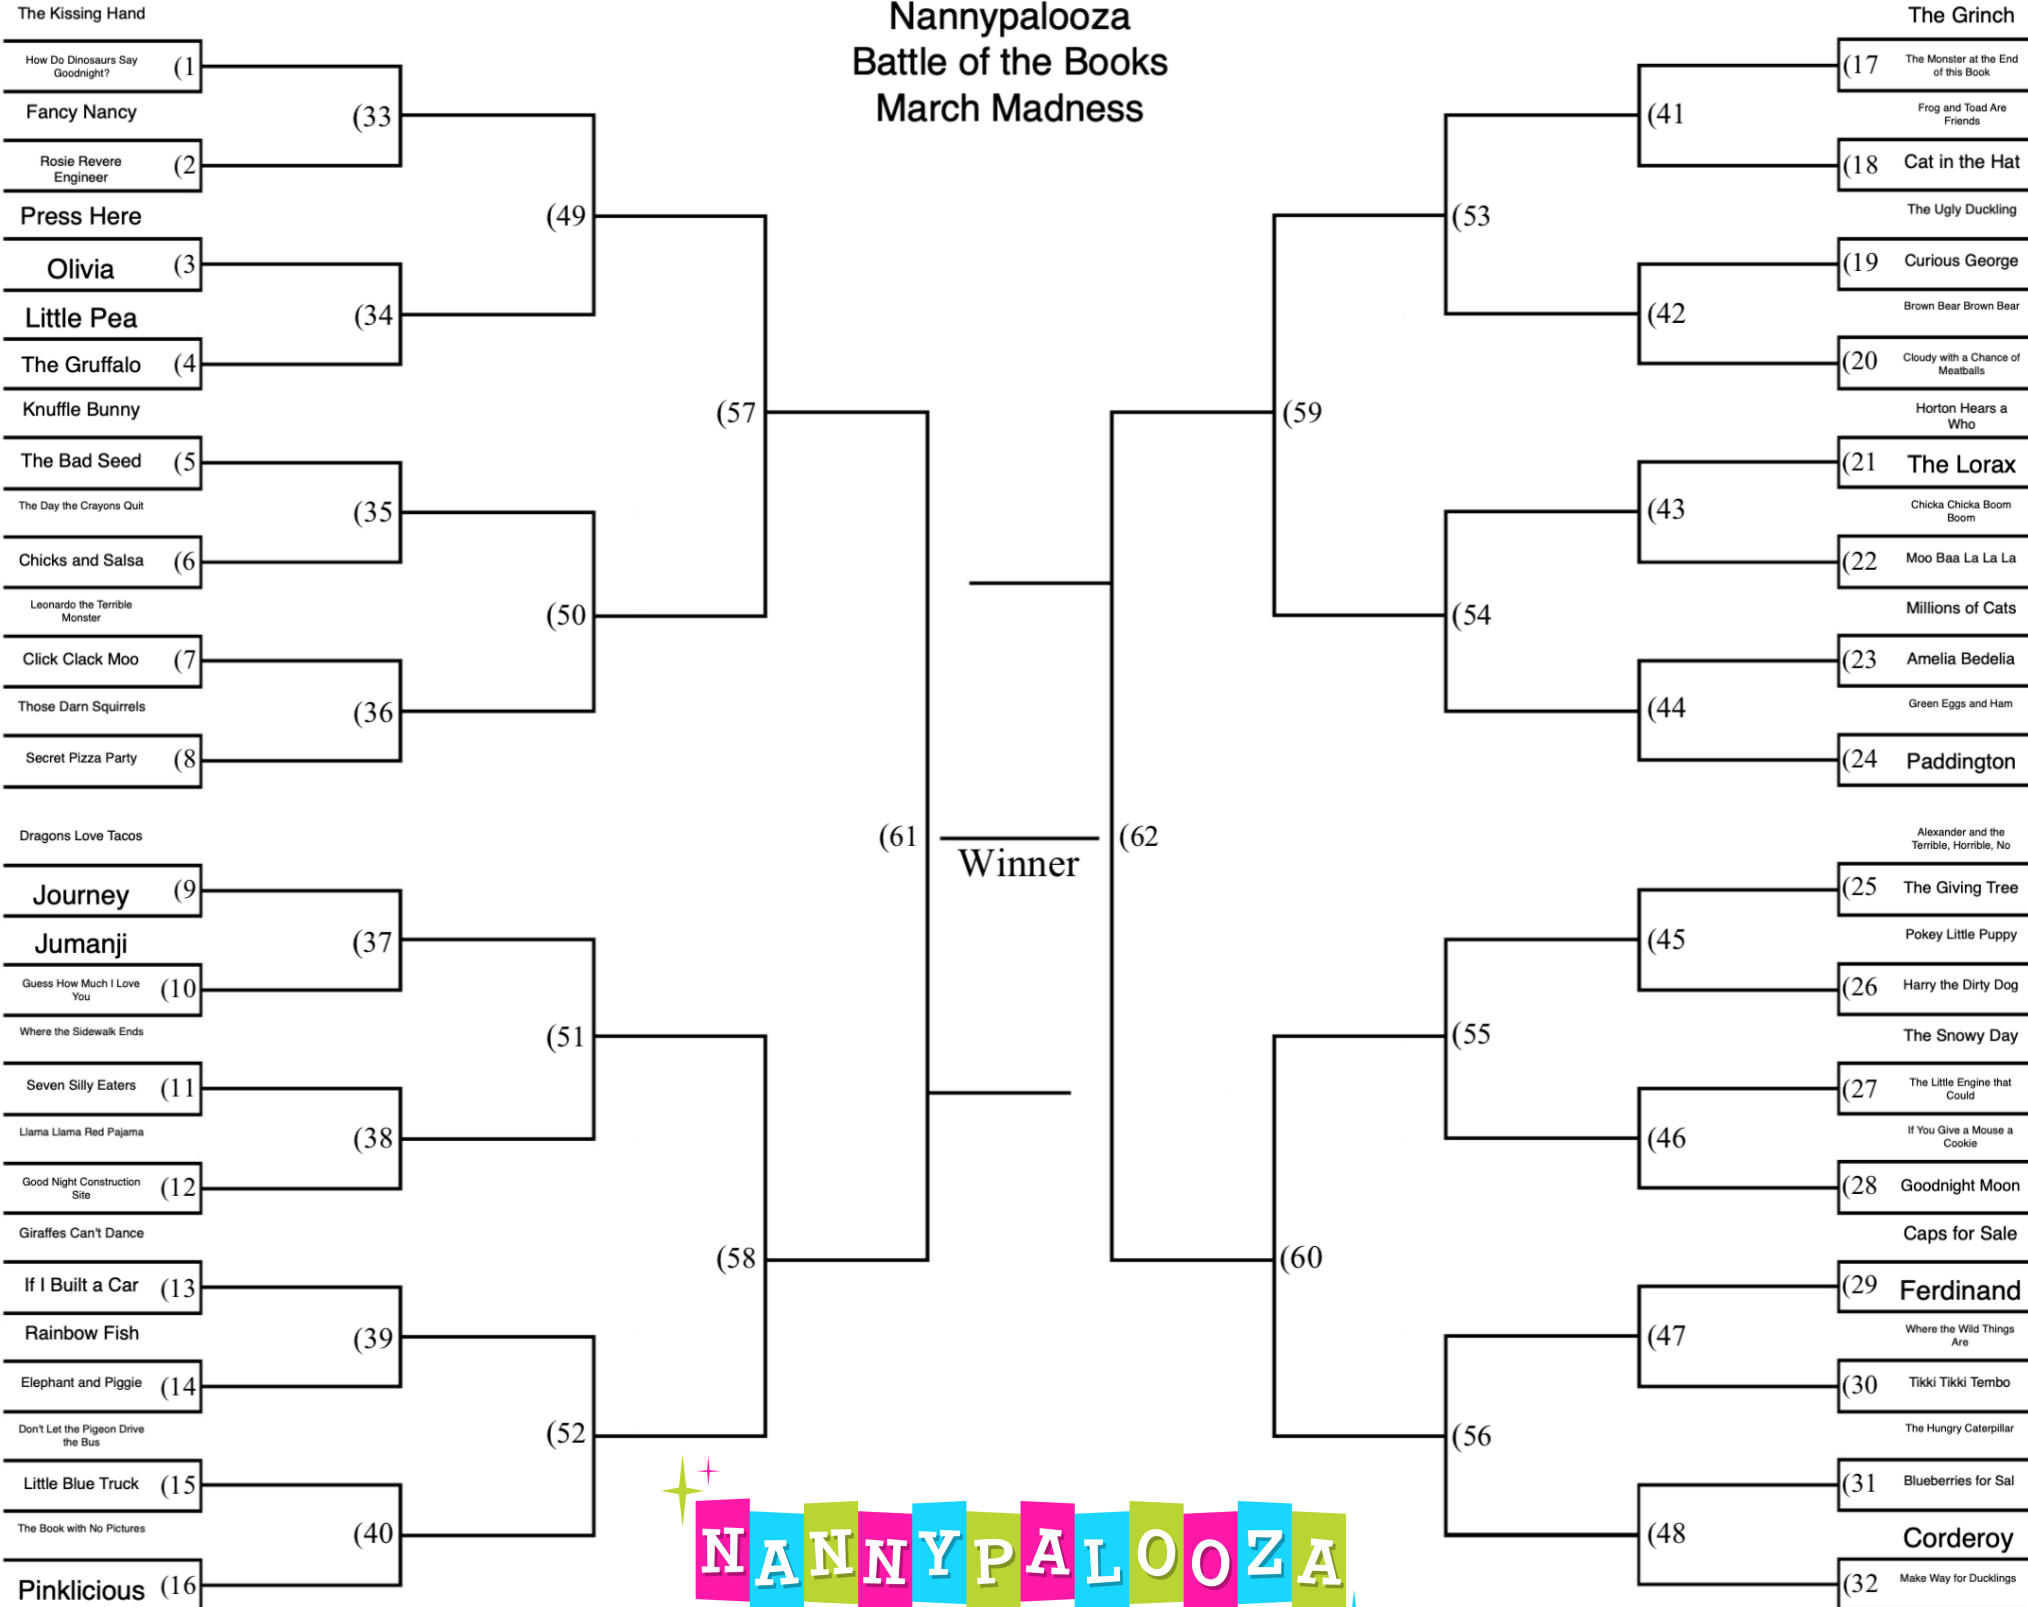 Nannypalooza
Battle of the Books
March Madness
The Kissing Hand
How Do Dinosaurs Say
Goodnight?
(1
Fancy Nancy
(33
Rosie Revere
Engineer
(2
Press Here
(49
Olivia
(3
Little Pea
(34
The Gruffalo
(4
Knuffle Bunny
(57
The Bad Seed
(5
The Day the Crayons Quit
(35
Chicks and Salsa
(6
Leonardo the Terrible
Monster
(50
Click Clack Moo
(7
Those Darn Squirrels
(36
Secret Pizza Party
(8
Dragons Love Tacos
(61
Journey
(9
Jumanji
(37
Guess How Much I Love
You
(10
Where the Sidewalk Ends
(51
Seven Silly Eaters
(11
Llama Llama Red Pajama
(38
Good Night Construction
Site
(12
Giraffes Can't Dance
(58
If I Built a Car
(13
Rainbow Fish
(39
Elephant and Piggie
(14
Don't Let the Pigeon Drive
the Bus
(52
Little Blue Truck
(15
The Book with No Pictures
(40
Pinklicious
(16
Winner
The Grinch
(17
The Monster at the End
of this Book
(41
Frog and Toad Are
Friends
(18
Cat in the Hat
(53
The Ugly Duckling
(19
Curious George
(42
Brown Bear Brown Bear
(20
Cloudy with a Chance of
Meatballs
(59
Horton Hears a
Who
(21
The Lorax
(43
Chicka Chicka Boom
Boom
(22
Moo Baa La La La
(54
Millions of Cats
(23
Amelia Bedelia
(44
Green Eggs and Ham
(24
Paddington
(62
Alexander and the
Terrible, Horrible, No
(25
The Giving Tree
(45
Pokey Little Puppy
(26
Harry the Dirty Dog
(55
The Snowy Day
(27
The Little Engine that
Could
(46
If You Give a Mouse a
Cookie
(28
Goodnight Moon
(60
Caps for Sale
(29
Ferdinand
(47
Where the Wild Things
Are
(30
Tikki Tikki Tembo
(56
The Hungry Caterpillar
(31
Blueberries for Sal
(48
Corderoy
(32
Make Way for Ducklings
NANNYPALOOZA